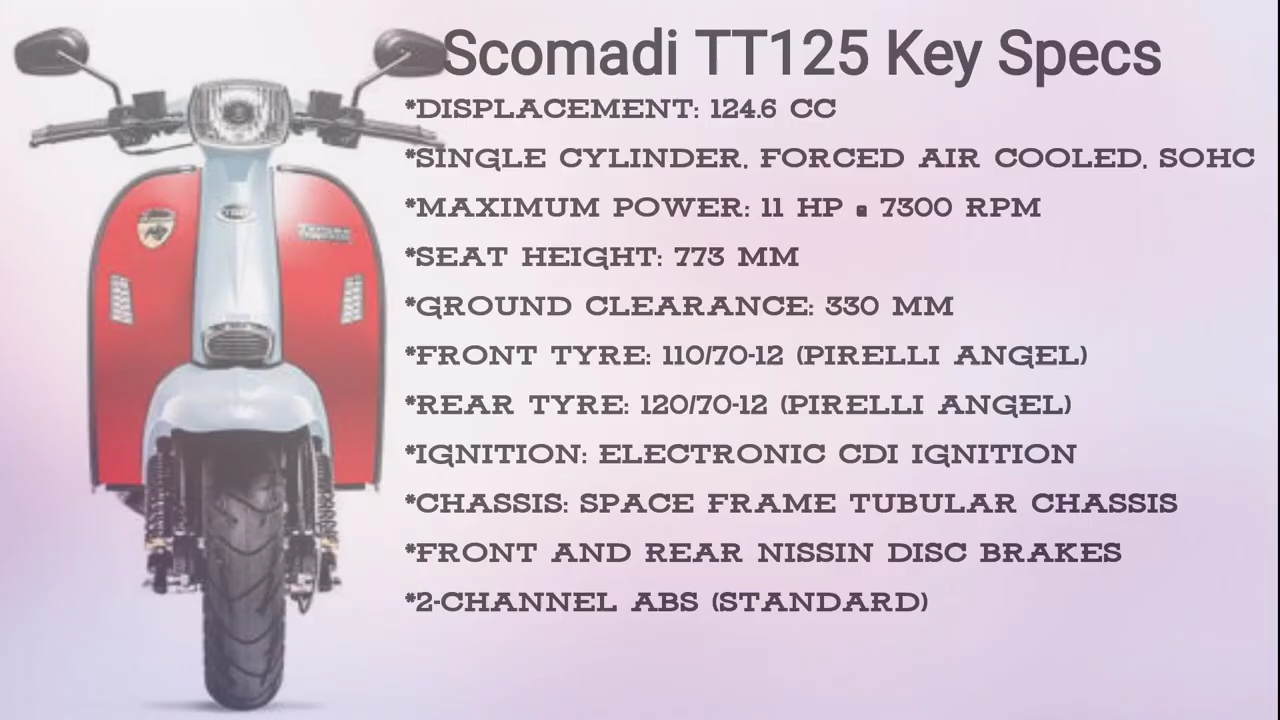 Scomadi TT125 Key Specs
*DISPLACEMENT: 124.6 CC
*SINGLE CYLINDER, FORCED AIR COOLED, SOHC
*MAXIMUM POWER: 11 HP @ 7300 RPM
*SEAT HEIGHT: 773 MM
*GROUND CLEARANCE: 330 MM
*FRONT TYRE: 110/70-12 (PIRELLI ANGEL)
*REAR TYRE: 120/70-12 (PIRELLI ANGEL)
*IGNITION: ELECTRONIC CDI IGNITION
*CHASSIS: SPACE FRAME TUBULAR CHASSIS
*FRONT AND REAR NISSIN DISC BRAKES
*2-CHANNEL ABS (STANDARD)